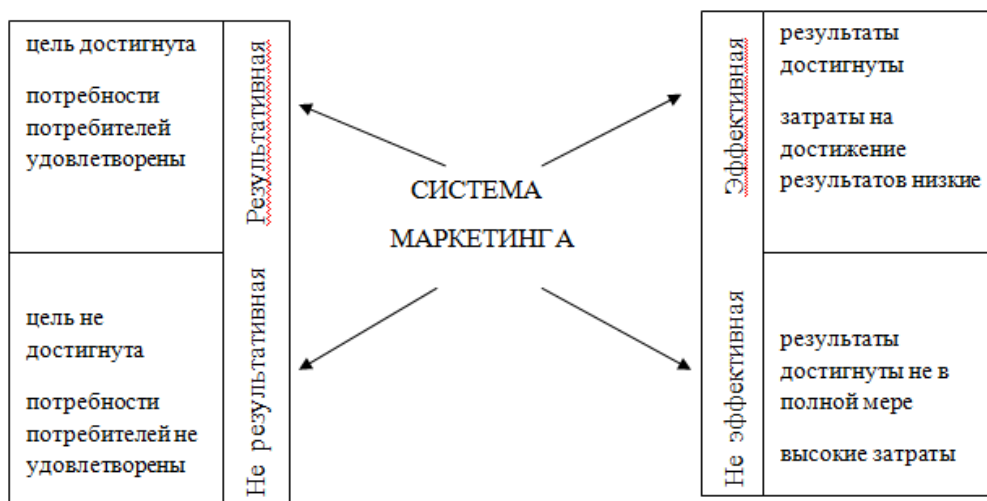 цель достигнута
потребности
потребителей
удовлетворены
Результативная
цель не
достигнута
потребности
потребителей не
удовлетворены
Не результативная
СИСТЕМА
МАРКЕТИНГА
Эффективная
результаты
достигнуты
затраты на
достижение
результатов низкие
Не эффективная
результаты
достигнуты не в
полной мере
высокие затраты